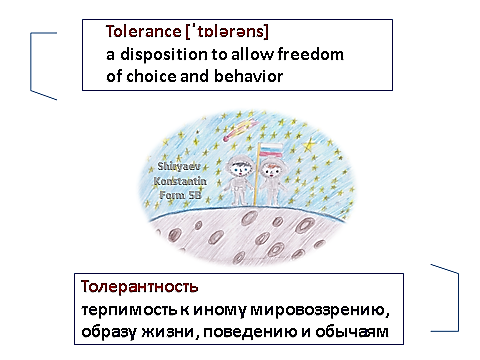 Tolerance [ˈtɒlərəns]
a disposition to allow freedom
of choice and behavior
Shinyaev
Konstantin
Form 5B
Толерантность
терпимость к иному мировоззрению,
образу жизни, поведению и обычаям